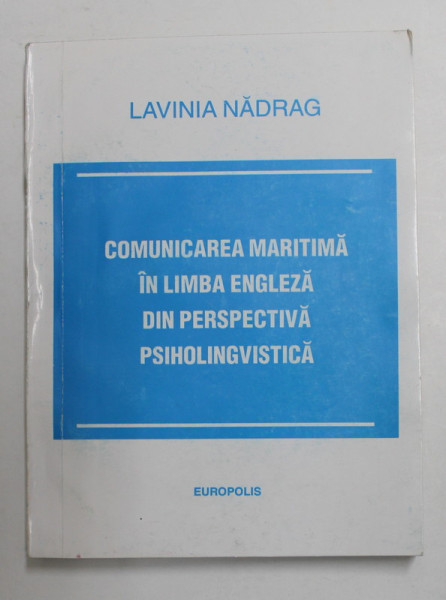 LAVINIA NĂDRAG
COMUNICAREA MARITIMĂ
ÎN LIMBA ENGLEZĂ
DIN PERSPECTIVĂ
PSIHOLINGVISTICĂ
EUROPOLIS